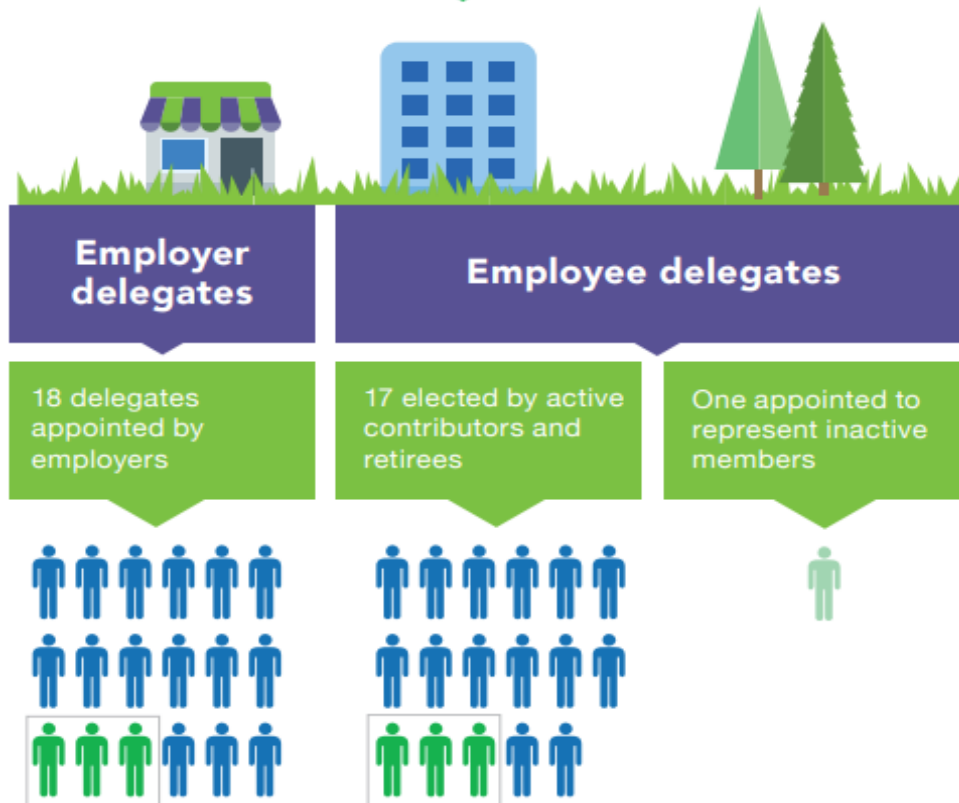 Employer
delegates
Employee delegates
18 delegates
appointed by
employers
17 elected by active
contributors and
retirees
One appointed to
represent inactive
members